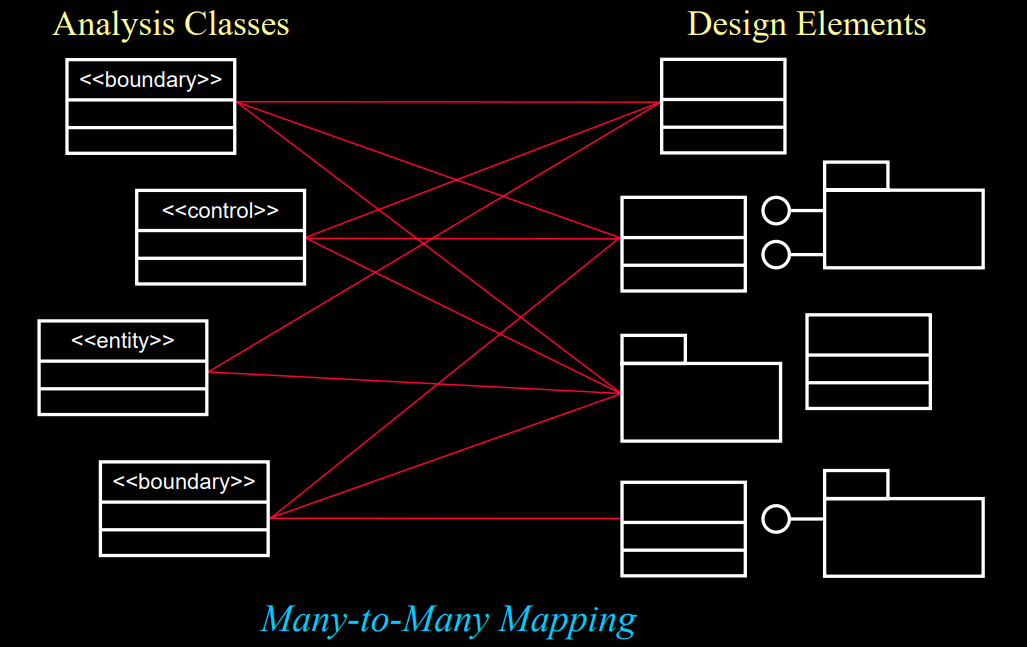 Analysis Classes
Design Elements
<<boundary>>
<<control>>
<<entity>>
<<boundary>>
Many-to-Many Mapping